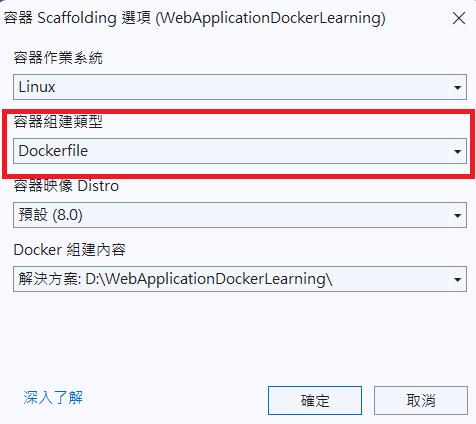 容器 Scaffolding 選項 (WebApplicationDockerLearning)
容器作業系統
Linux
容器組建類型
Dockerfile
容器映像 Distro
預設 (8.0)
Docker 組建內容
解決方案: D:\WebApplicationDockerLearning\
深入了解
確定
取消